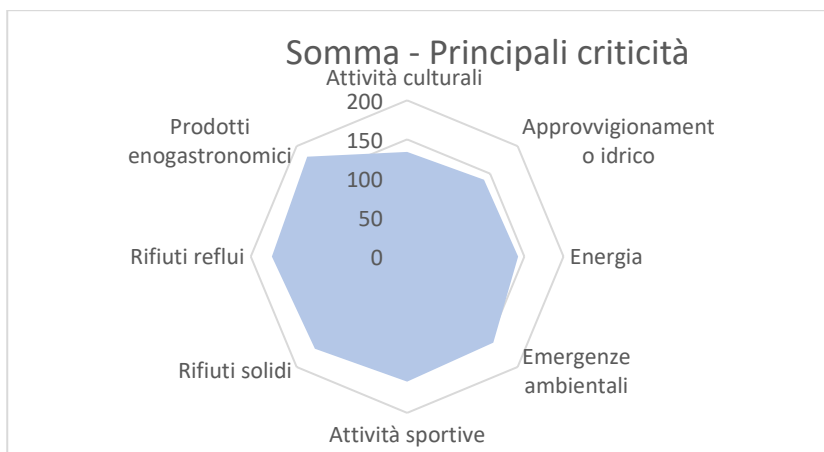 Somma - Principali criticità
Attività culturali
200
150
100
50
0
Approvvigionament
o idrico
Energia
Emergenze
ambientali
Attività sportive
Rifiuti solidi
Rifiuti reflui
Prodotti
enogastronomici